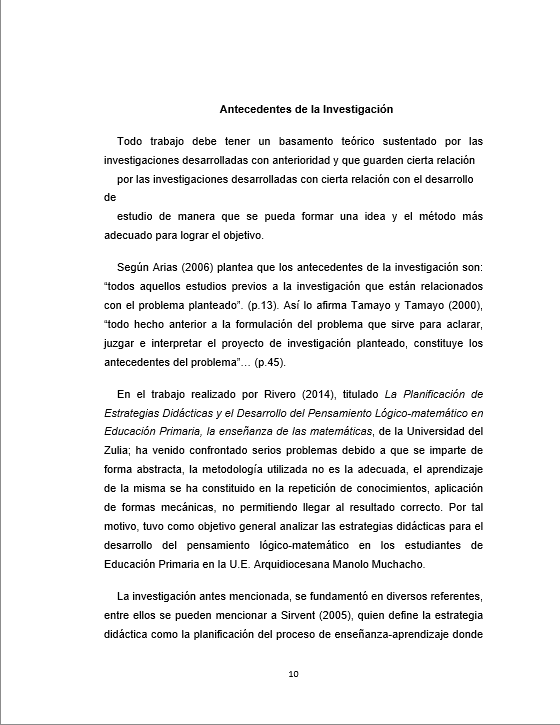 Antecedentes de la Investigación
Todo trabajo debe tener un basamento teórico sustentado por las
investigaciones desarrolladas con anterioridad y que guarden cierta relación
por las investigaciones desarrolladas con cierta relación con el desarrollo
de
estudio de manera que se pueda formar una idea y el método más
adecuado para lograr el objetivo.
Según Arias (2006) plantea que los antecedentes de la investigación son:
“todos aquellos estudios previos a la investigación que están relacionados
con el problema planteado”. (p.13). Así lo afirma Tamayo y Tamayo (2000),
“todo hecho anterior a la formulación del problema que sirve para aclarar,
juzgar e interpretar el proyecto de investigación planteado, constituye los
antecedentes del problema”... (p.45).
En el trabajo realizado por Rivero (2014), titulado La Planificación de
Estrategias Didácticas y el Desarrollo del Pensamiento Lógico-matemático en
Educación Primaria, la enseñanza de las matemáticas, de la Universidad del
Zulia; ha venido confrontado serios problemas debido a que se imparte de
forma abstracta, la metodología utilizada no es la adecuada, el aprendizaje
de la misma se ha constituido en la repetición de conocimientos, aplicación
de formas mecánicas, no permitiendo llegar al resultado correcto. Por tal
motivo, tuvo como objetivo general analizar las estrategias didácticas para el
desarrollo del pensamiento lógico-matemático en los estudiantes de
Educación Primaria en la U.E. Arquidiocesana Manolo Muchacho.
La investigación antes mencionada, se fundamentó en diversos referentes,
entre ellos se pueden mencionar a Sirvent (2005), quien define la estrategia
didáctica como la planificación del proceso de enseñanza-aprendizaje donde
10